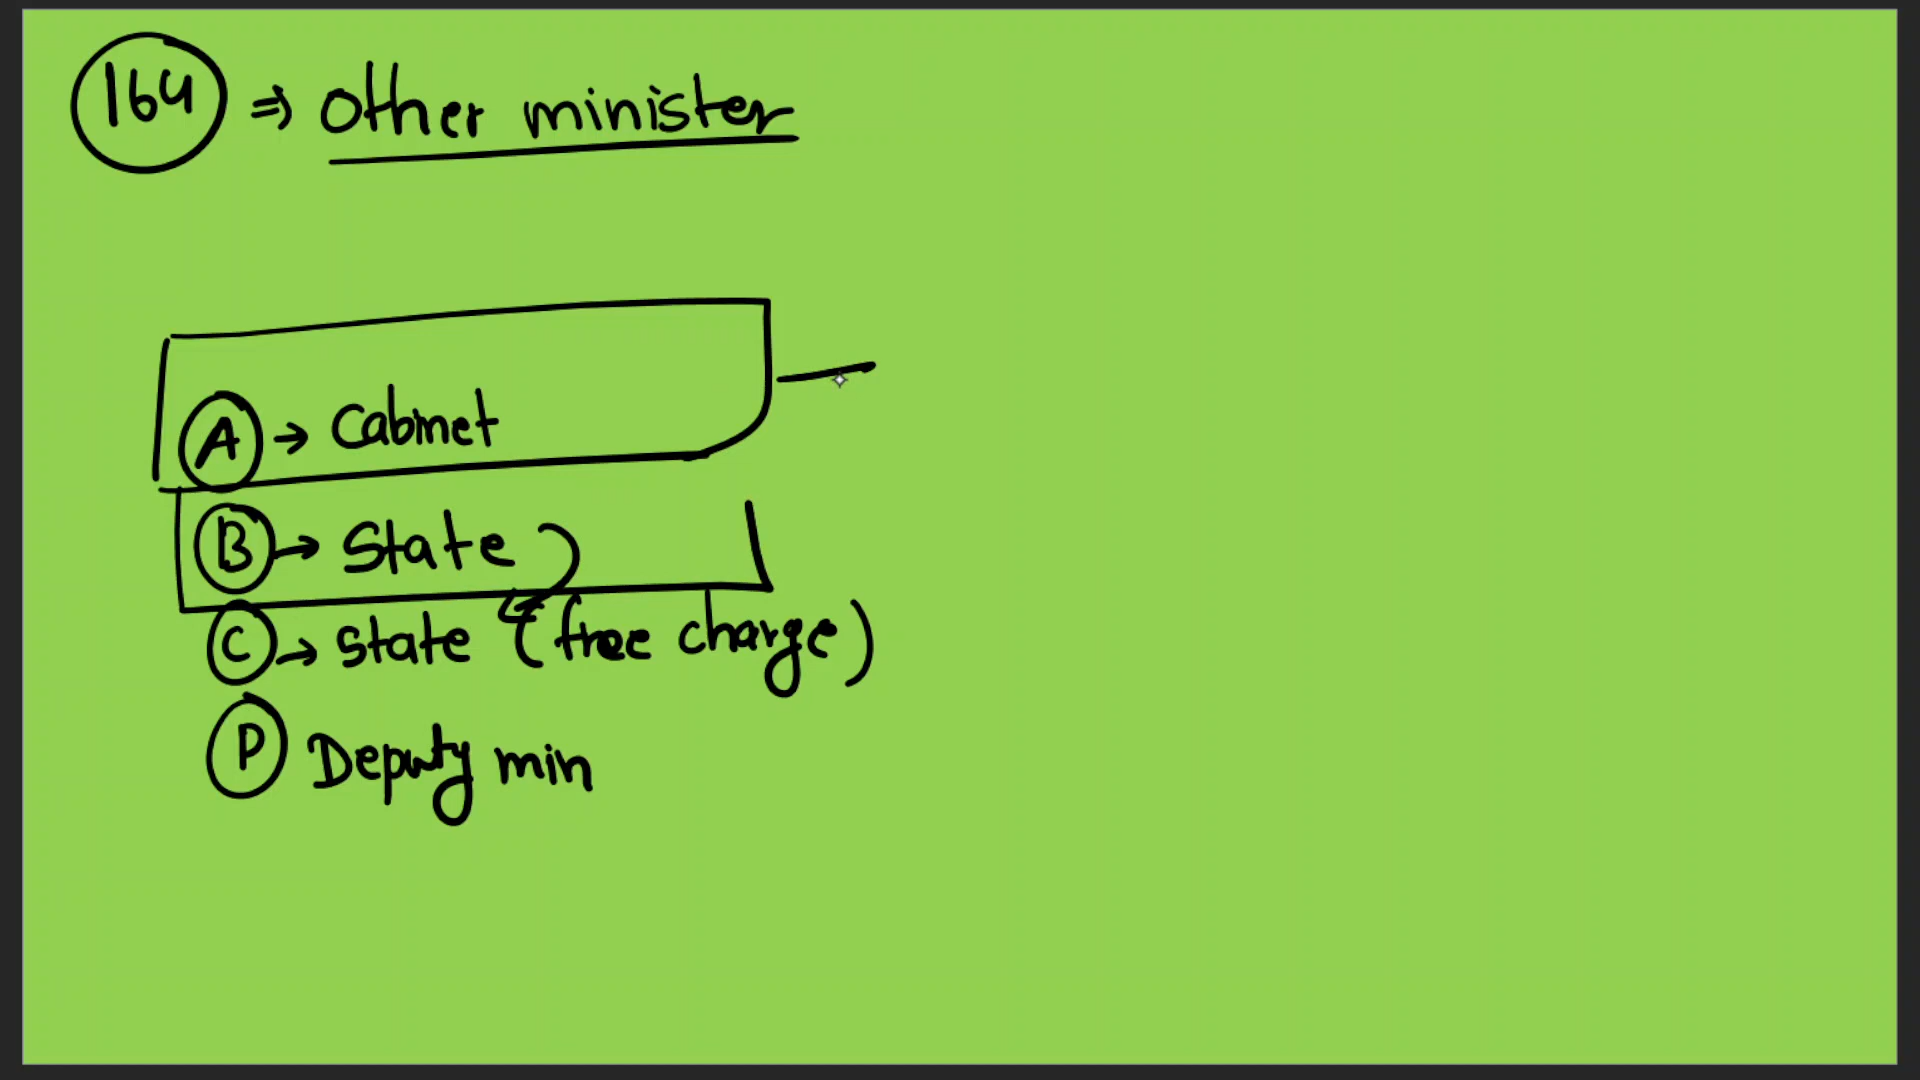 164 ⇒ other minister
A → Cabinet
B → State
C → state (free charge)
D Deputy min